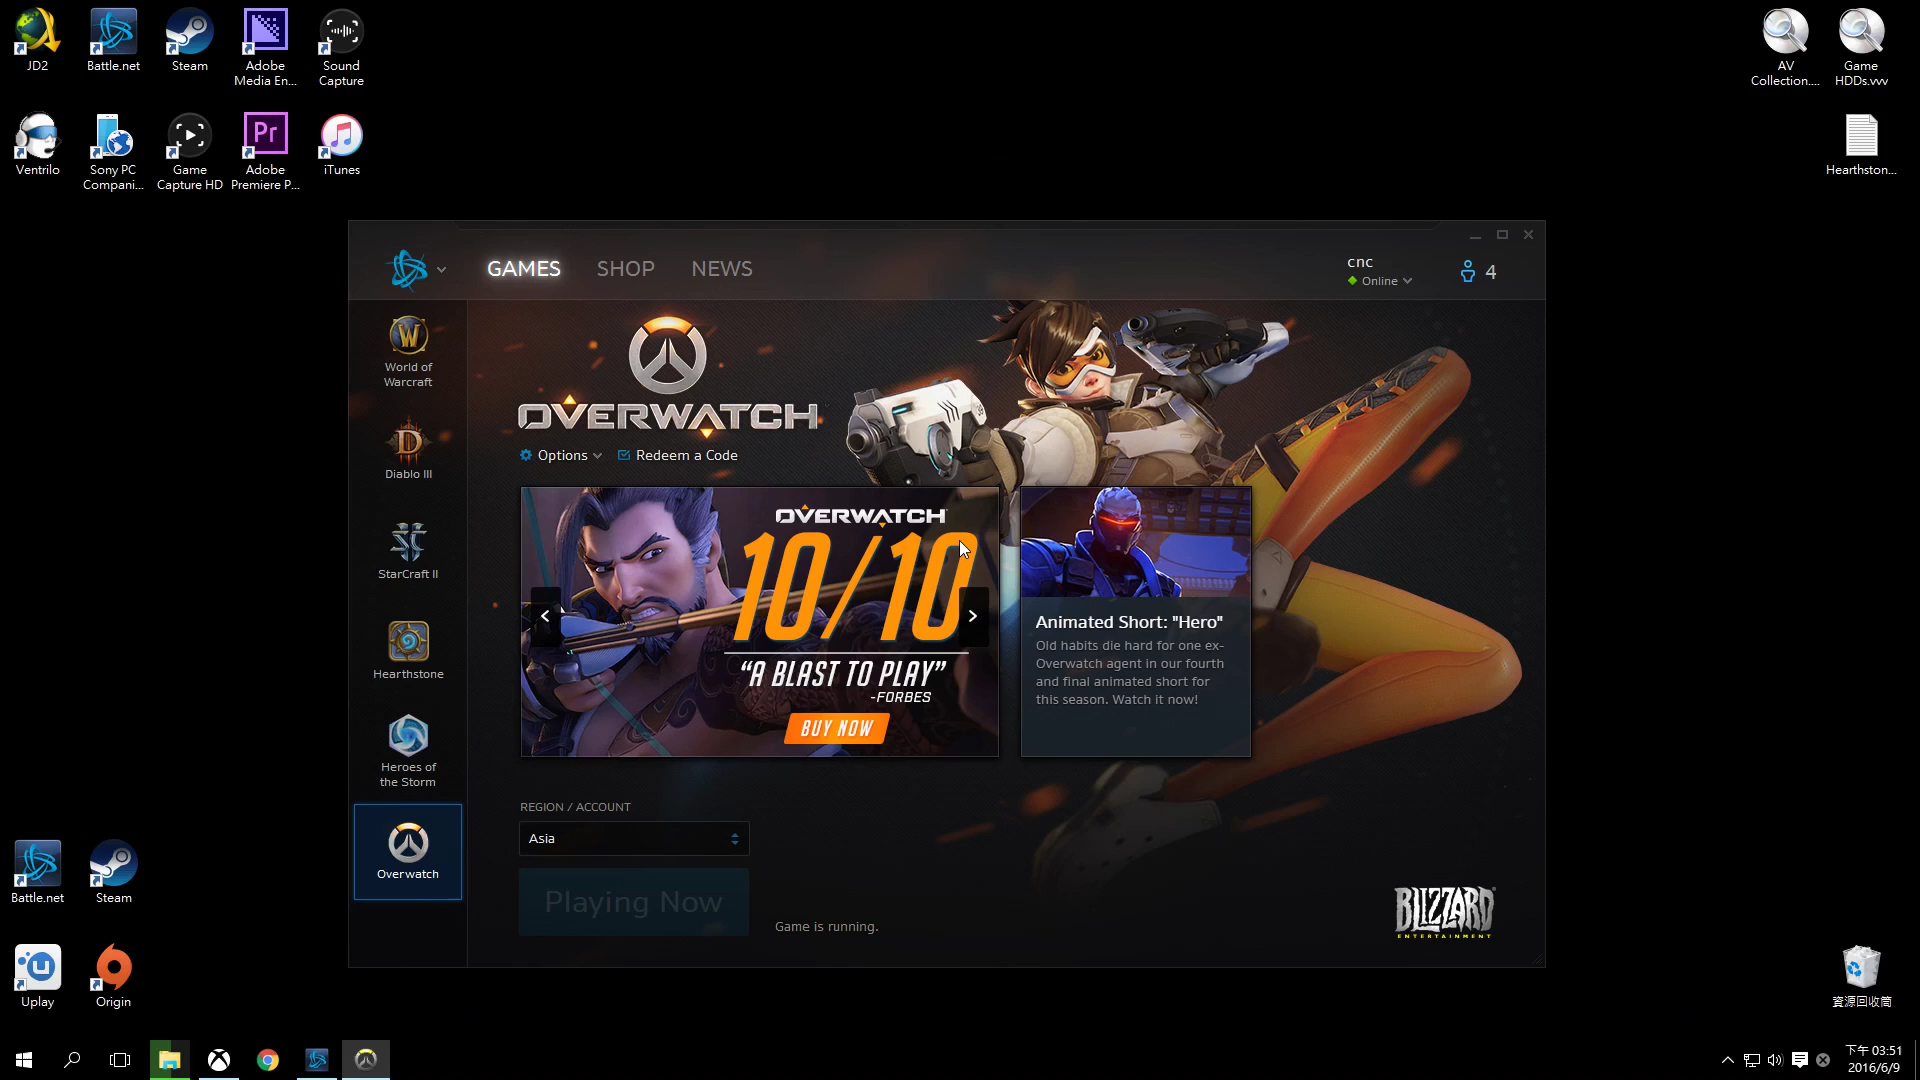 JD2
Battle.net
Steam
Adobe
Media En...
Sound
Capture
AV
Collection....
Game
HDDs.vvv
Ventrilo
Sony PC
Compani...
Game
Capture HD
Pr
Adobe
Premiere P...
iTunes
Hearthston...
GAMES
SHOP
NEWS
cnc
Online
4
World of
Warcraft
Diablo III
StarCraft II
Hearthstone
Heroes of
the Storm
Overwatch
OVERWATCH
Options
Redeem a Code
OVERWATCH
10/10
“A BLAST TO PLAY”
-FORBES
BUY NOW
Animated Short: "Hero"
Old habits die hard for one ex-
Overwatch agent in our fourth
and final animated short for
this season. Watch it now!
REGION / ACCOUNT
Asia
Playing Now
Game is running.
BLIZZARD
ENTERTAINMENT
Battle.net
Steam
Uplay
Origin
資源回收筒
下午 03:51
2016/6/9